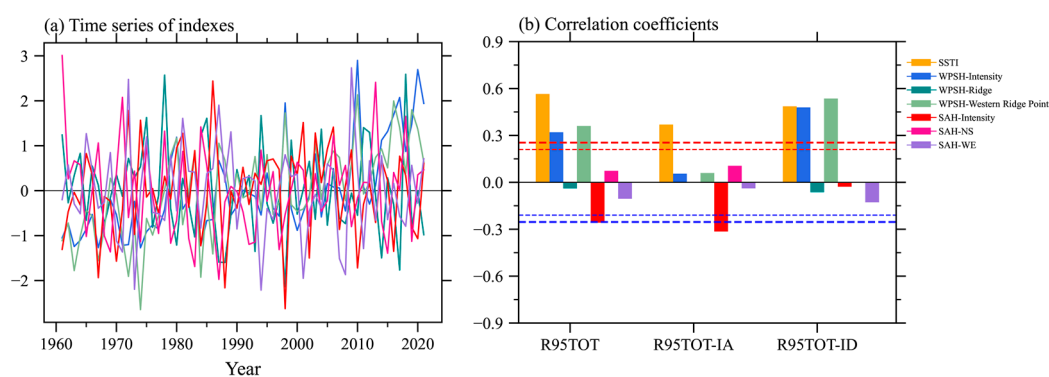 (a) Time series of indexes
3
2
1
0
−1
−2
1960 1970 1980 1990 2000 2010 2020
Year
(b) Correlation coefficients
0.9
0.6
0.3
0.0
−0.3
−0.6
−0.9
R95TOT R95TOT-IA R95TOT-ID
SSTI
WPSH-Intensity
WPSH-Ridge
WPSH-Western Ridge Point
SAH-Intensity
SAH-NS
SAH-WE